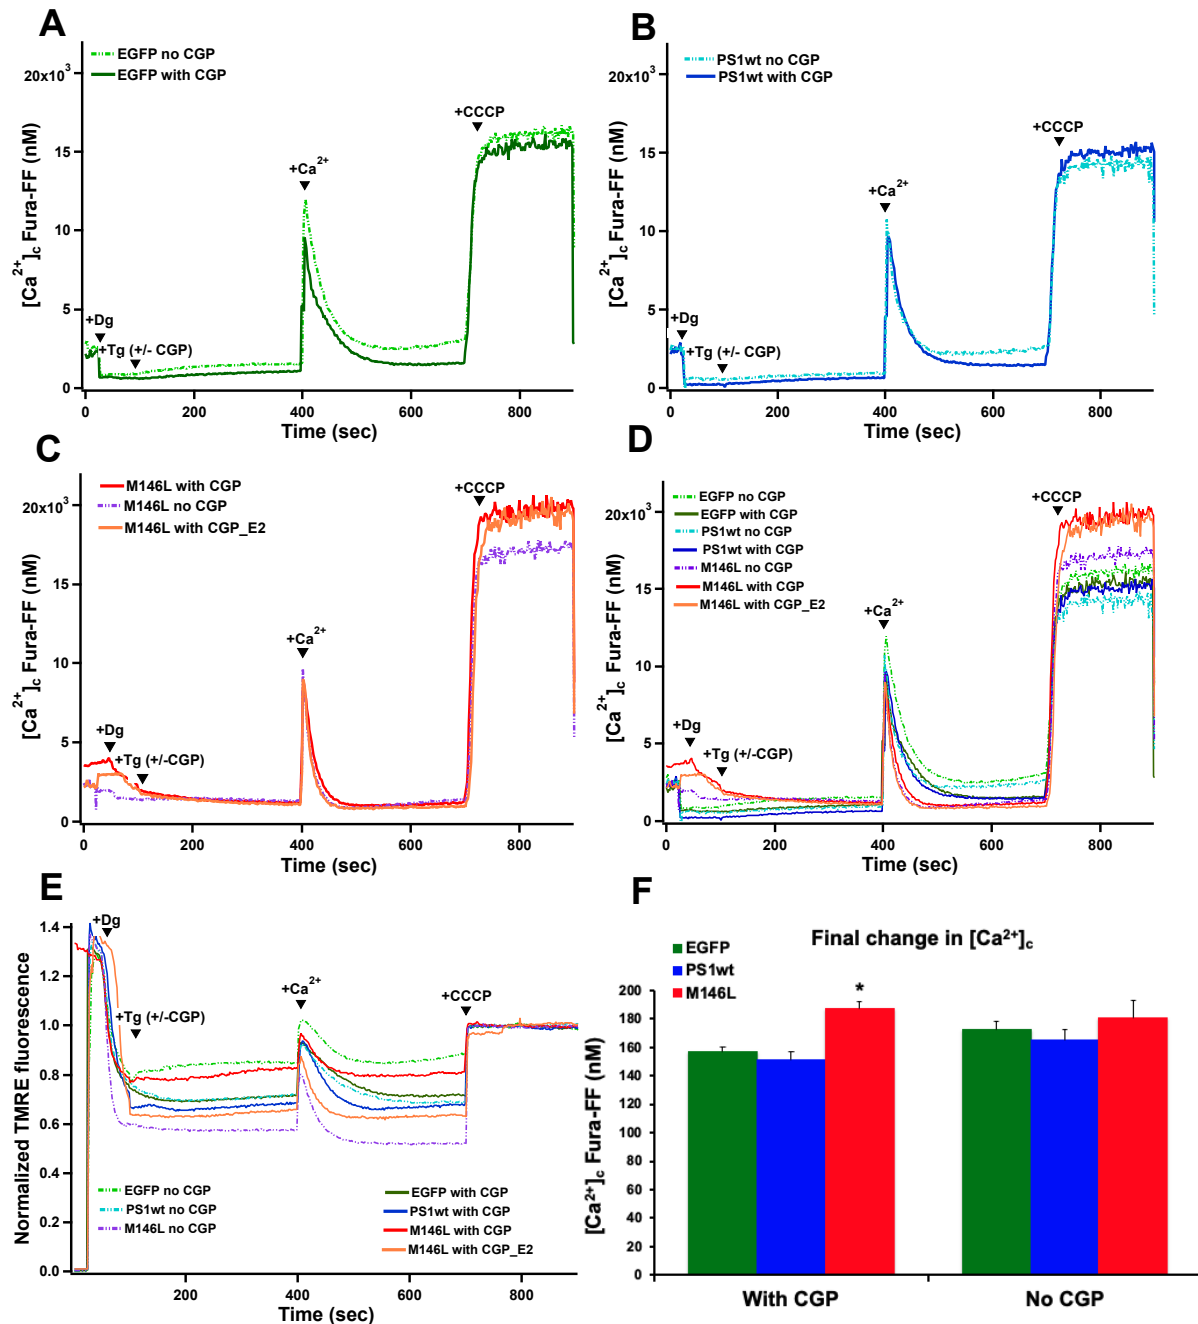 A
EGFP no CGP
EGFP with CGP
20x10³
15
10
5
0
[Ca²⁺]c Fura-FF (nM)
+Dg
+Tg (+/- CGP)
+Ca²⁺
+CCCP
0
200
400
600
800
Time (sec)
B
PS1wt no CGP
PS1wt with CGP
20x10³
15
10
5
0
[Ca²⁺]c Fura-FF (nM)
+Dg
+Tg (+/- CGP)
+Ca²⁺
+CCCP
0
200
400
600
800
Time (sec)
C
M146L with CGP
M146L no CGP
M146L with CGP_E2
20x10³
15
10
5
0
[Ca²⁺]c Fura-FF (nM)
+Dg
+Tg (+/-CGP)
+Ca²⁺
+CCCP
0
200
400
600
800
Time (sec)
D
EGFP no CGP
EGFP with CGP
PS1wt no CGP
PS1wt with CGP
M146L no CGP
M146L with CGP
M146L with CGP_E2
20x10³
15
10
5
0
[Ca²⁺]c Fura-FF (nM)
+Dg
+Tg (+/-CGP)
+Ca²⁺
+CCCP
0
200
400
600
800
Time (sec)
E
1.4
1.2
1.0
0.8
0.6
0.4
0.2
0.0
Normalized TMRE fluorescence
+Dg
+Tg (+/-CGP)
+Ca²⁺
+CCCP
EGFP no CGP
PS1wt no CGP
M146L no CGP
EGFP with CGP
PS1wt with CGP
M146L with CGP
M146L with CGP_E2
200
400
600
800
Time (sec)
F
Final change in [Ca²⁺]c
EGFP
PS1wt
M146L
*
200
180
160
140
120
100
80
60
40
20
0
[Ca²⁺]c Fura-FF (nM)
With CGP
No CGP